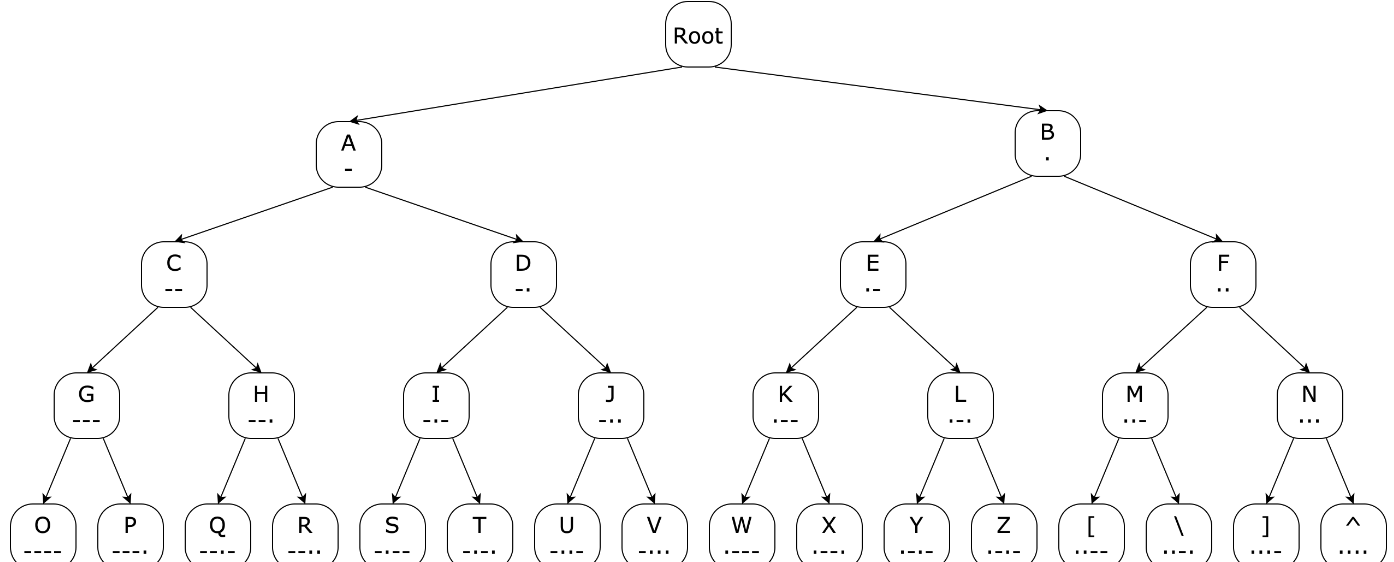 Root
A B
- ·
C D E F
-- -· ·- ··
G H I J K L M N
--- --· -·- -·· ·-- ·-· ··- ···
O P Q R S T U V W X Y Z [ \ ] ^
---- ---· --·- --·· -·-- -·-· -··- -··· ·--- ·--· ·-·- ·-·- ··-- ··-· ···- ····